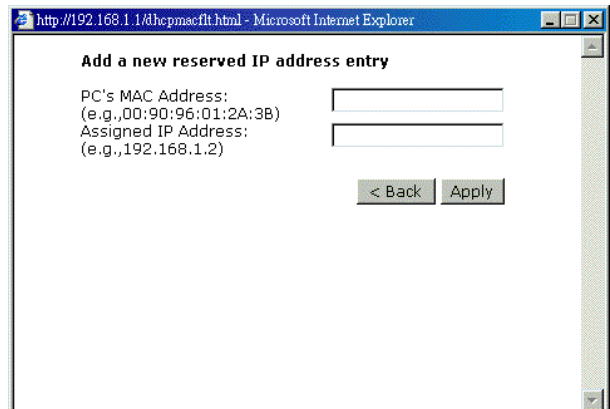 http://192.168.1.1/dhcpmacflt.html - Microsoft Internet Explorer
Add a new reserved IP address entry
PC's MAC Address:
(e.g.,00:90:96:01:2A:3B)
Assigned IP Address:
(e.g.,192.168.1.2)
< Back Apply